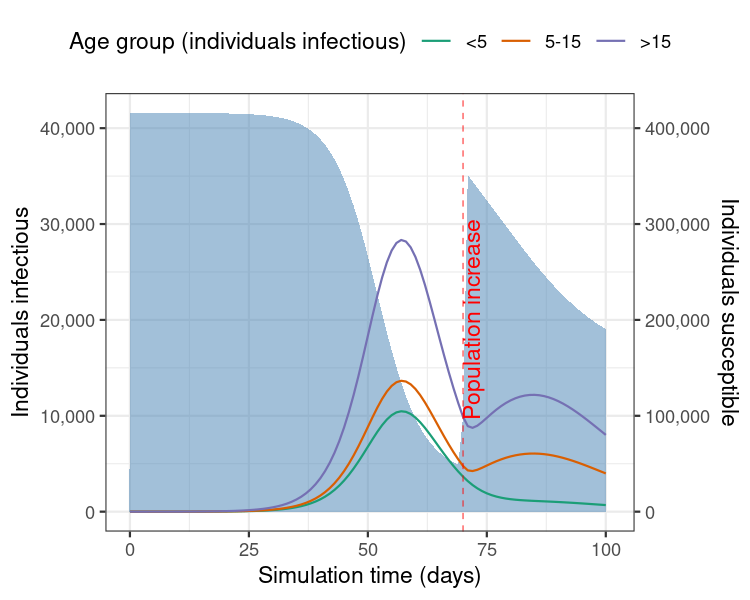 Age group (individuals infectious) <5 5-15 >15
40,000
30,000
20,000
10,000
0
400,000
300,000
200,000
100,000
0
Individuals infectious
Population increase
Individuals susceptible
0 25 50 75 100
Simulation time (days)